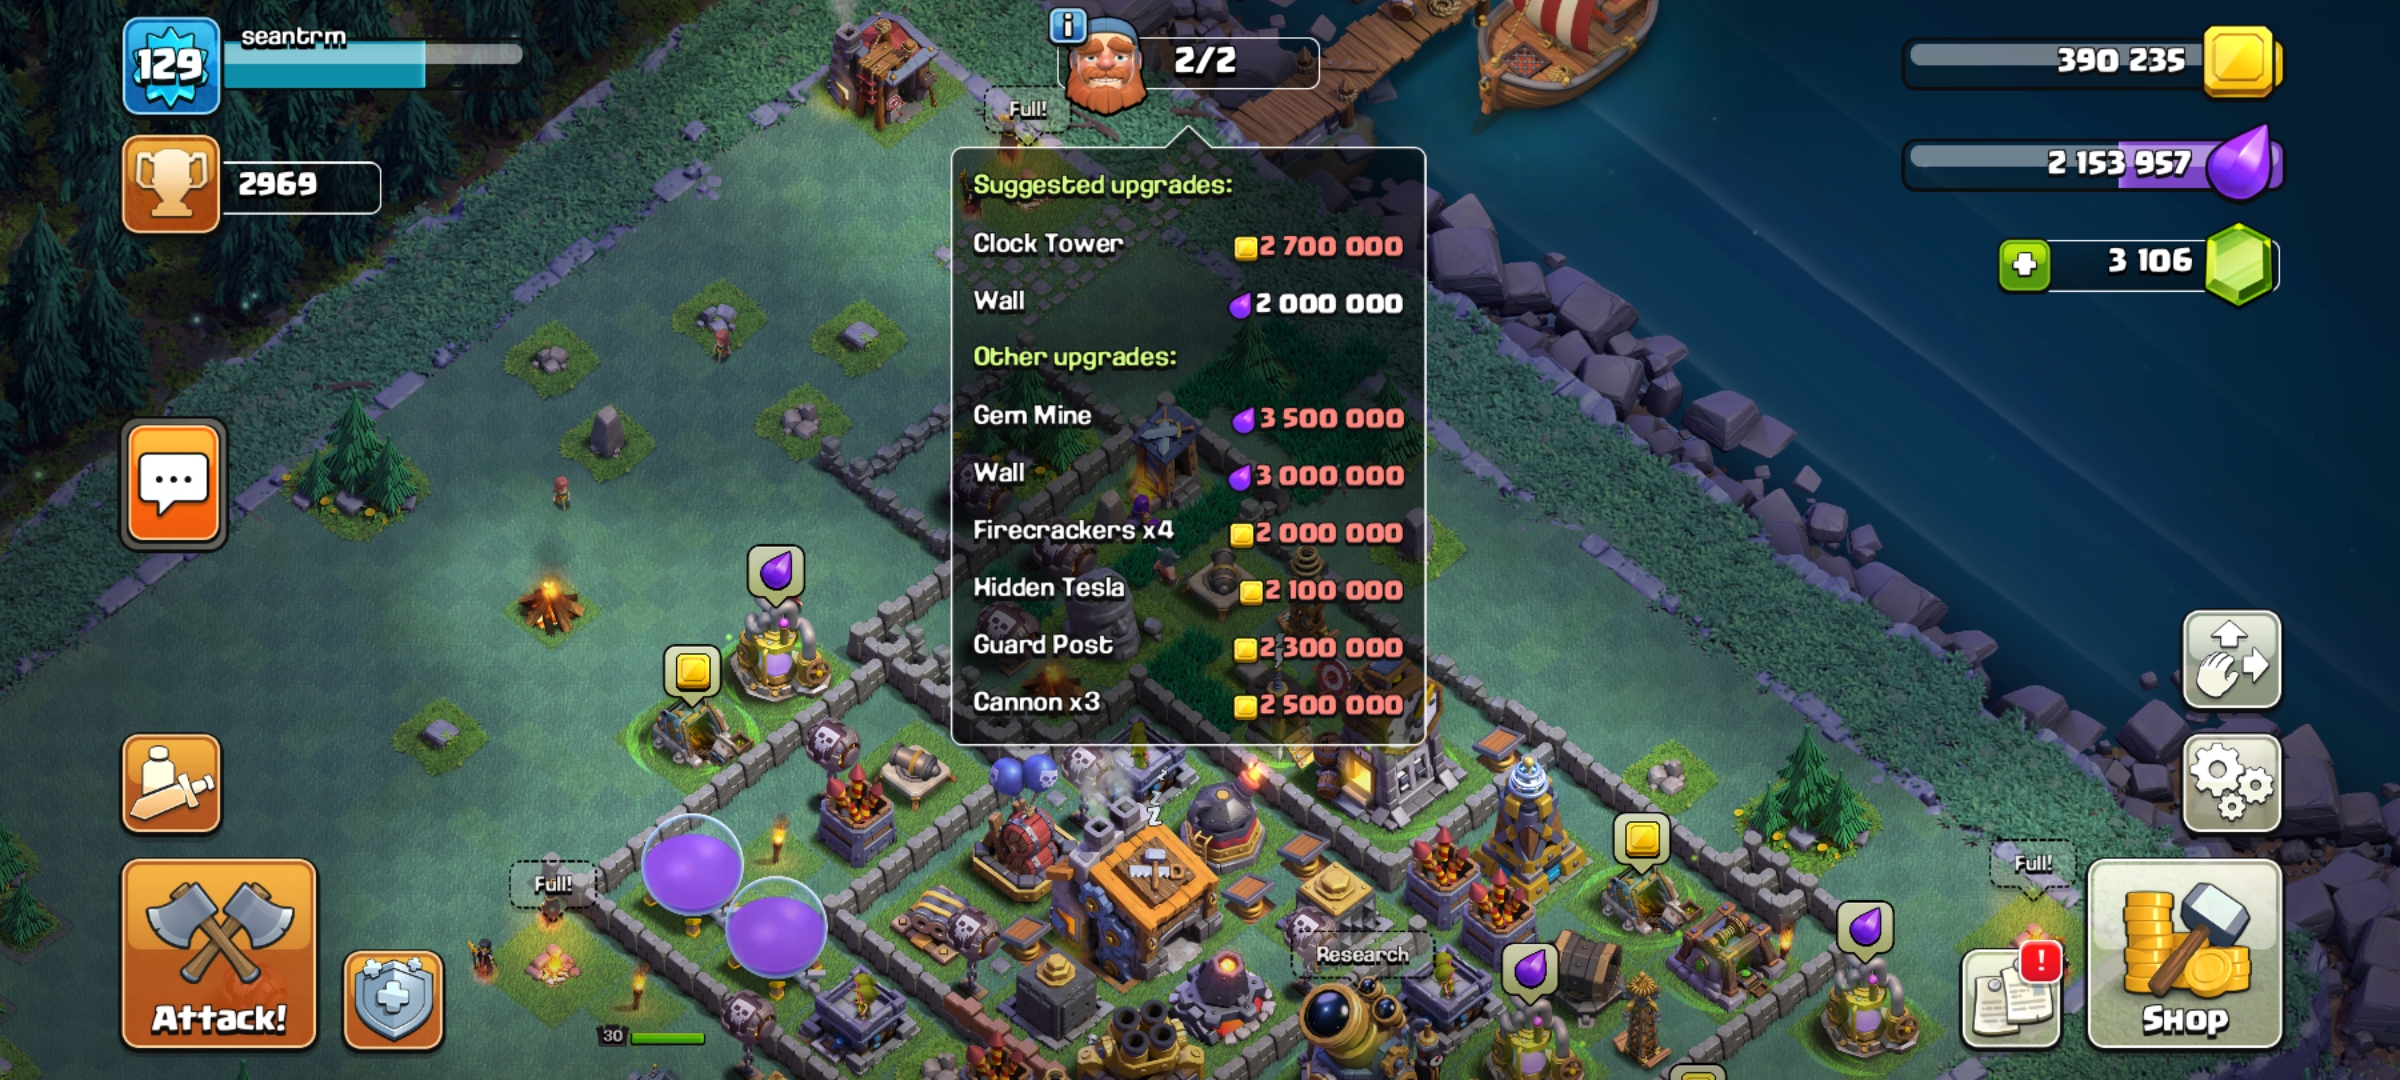 129
seantrm
2969
i
2/2
390 235
2 153 957
3 106
Full!
Suggested upgrades:
Clock Tower 2 700 000
Wall 2 000 000
Other upgrades:
Gem Mine 3 500 000
Wall 3 000 000
Firecrackers x4 2 000 000
Hidden Tesla 2 100 000
Guard Post 2 300 000
Cannon x3 2 500 000
z
z
Full!
Full!
Research
!
Attack!
30
Shop